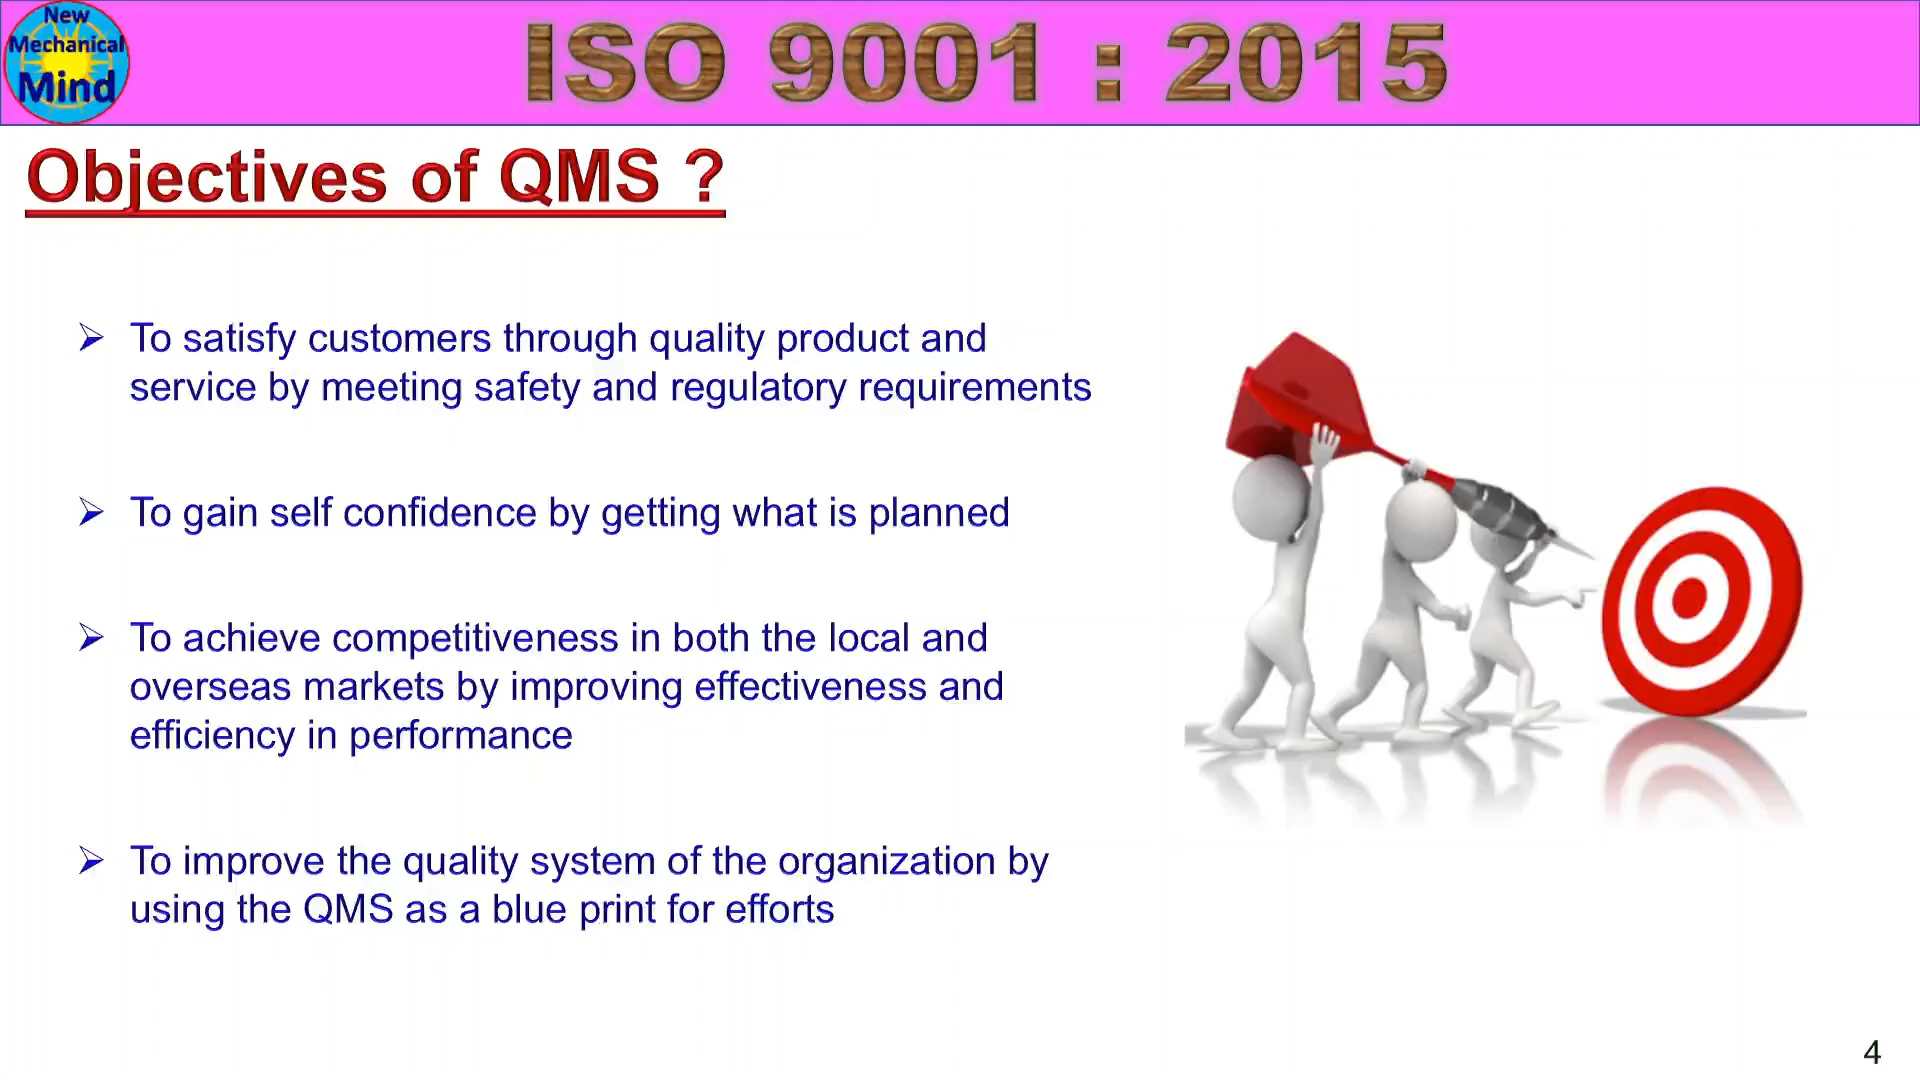 New
Mechanical
Mind
ISO 9001 : 2015
Objectives of QMS ?
To satisfy customers through quality product and
service by meeting safety and regulatory requirements
To gain self confidence by getting what is planned
To achieve competitiveness in both the local and
overseas markets by improving effectiveness and
efficiency in performance
To improve the quality system of the organization by
using the QMS as a blue print for efforts
4